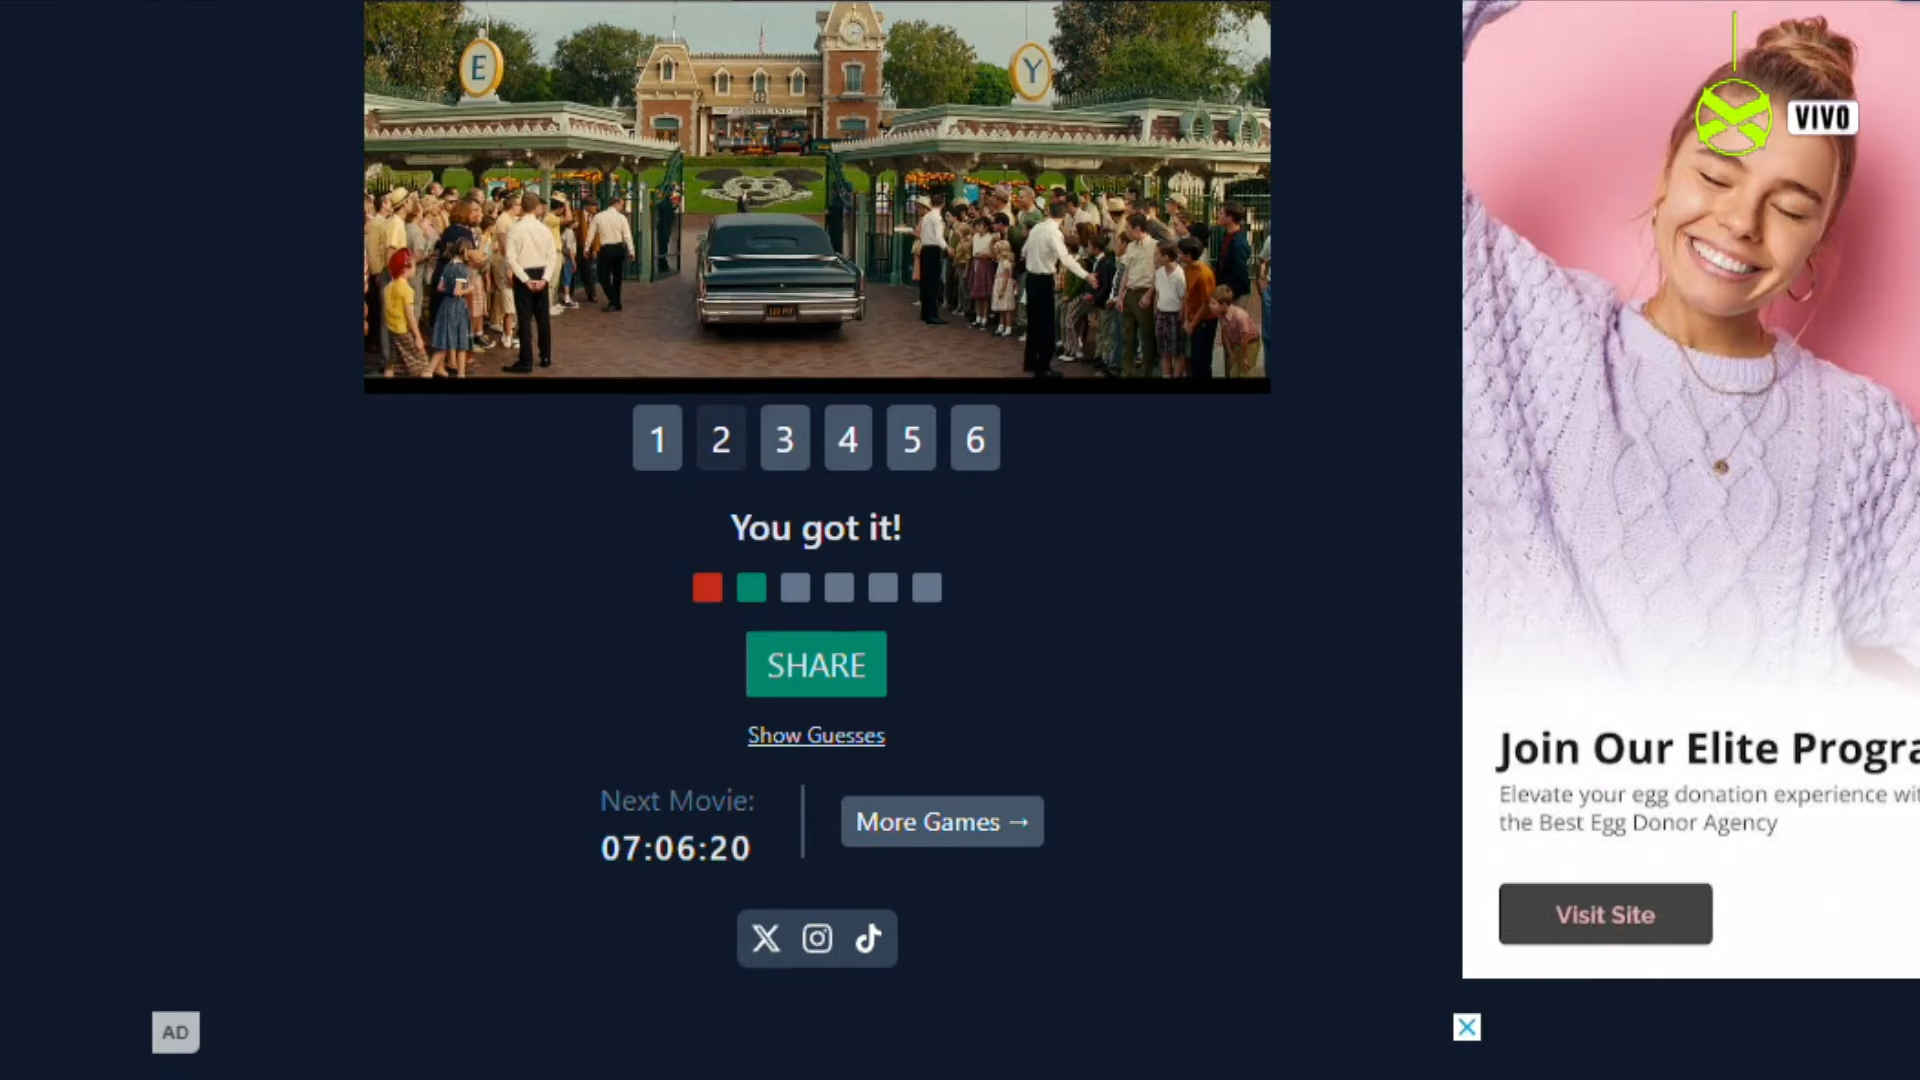 E
Y
VIVO
1 2 3 4 5 6
You got it!
SHARE
Show Guesses
Next Movie:
07:06:20
More Games →
Join Our Elite Progra
Elevate your egg donation experience wit
the Best Egg Donor Agency
Visit Site
AD